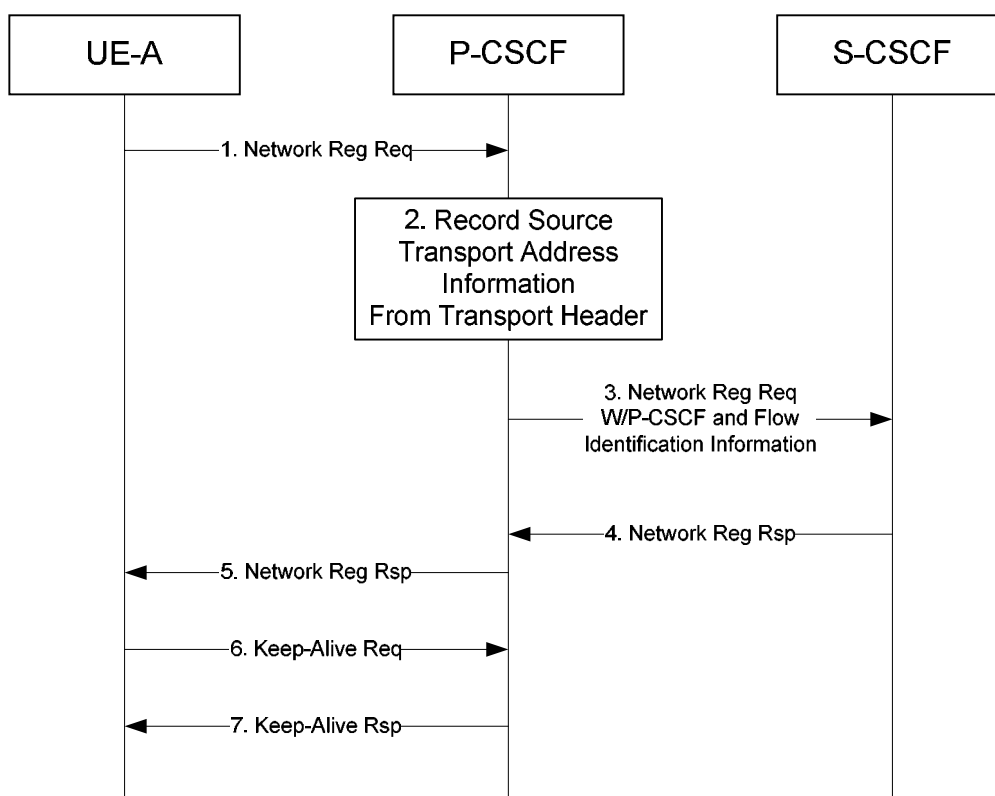 UE-A
P-CSCF
S-CSCF
1. Network Reg Req
2. Record Source
Transport Address
Information
From Transport Header
3. Network Reg Req
W/P-CSCF and Flow
Identification Information
4. Network Reg Rsp
5. Network Reg Rsp
6. Keep-Alive Req
7. Keep-Alive Rsp